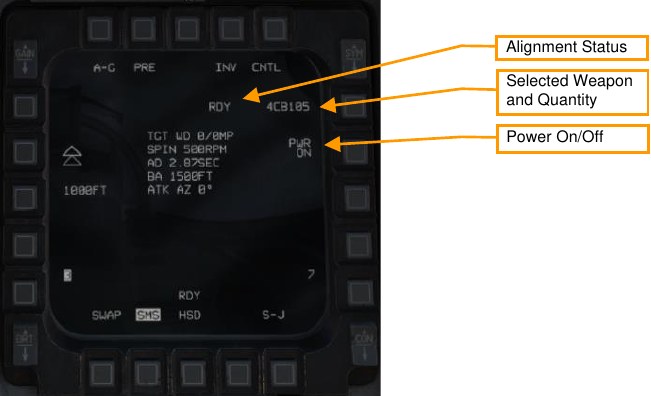 GAIN
SYM
A-G PRE INV CNTL
RDY 4CB105
TGT WD 0/0MP
SPIN 500RPM
AD 2.87SEC
BA 1500FT
ATK AZ 0°
PWR
ON
1000FT
3
7
RDY
SWAP SMS HSD S-J
BRT
CON
Alignment Status
Selected Weapon
and Quantity
Power On/Off